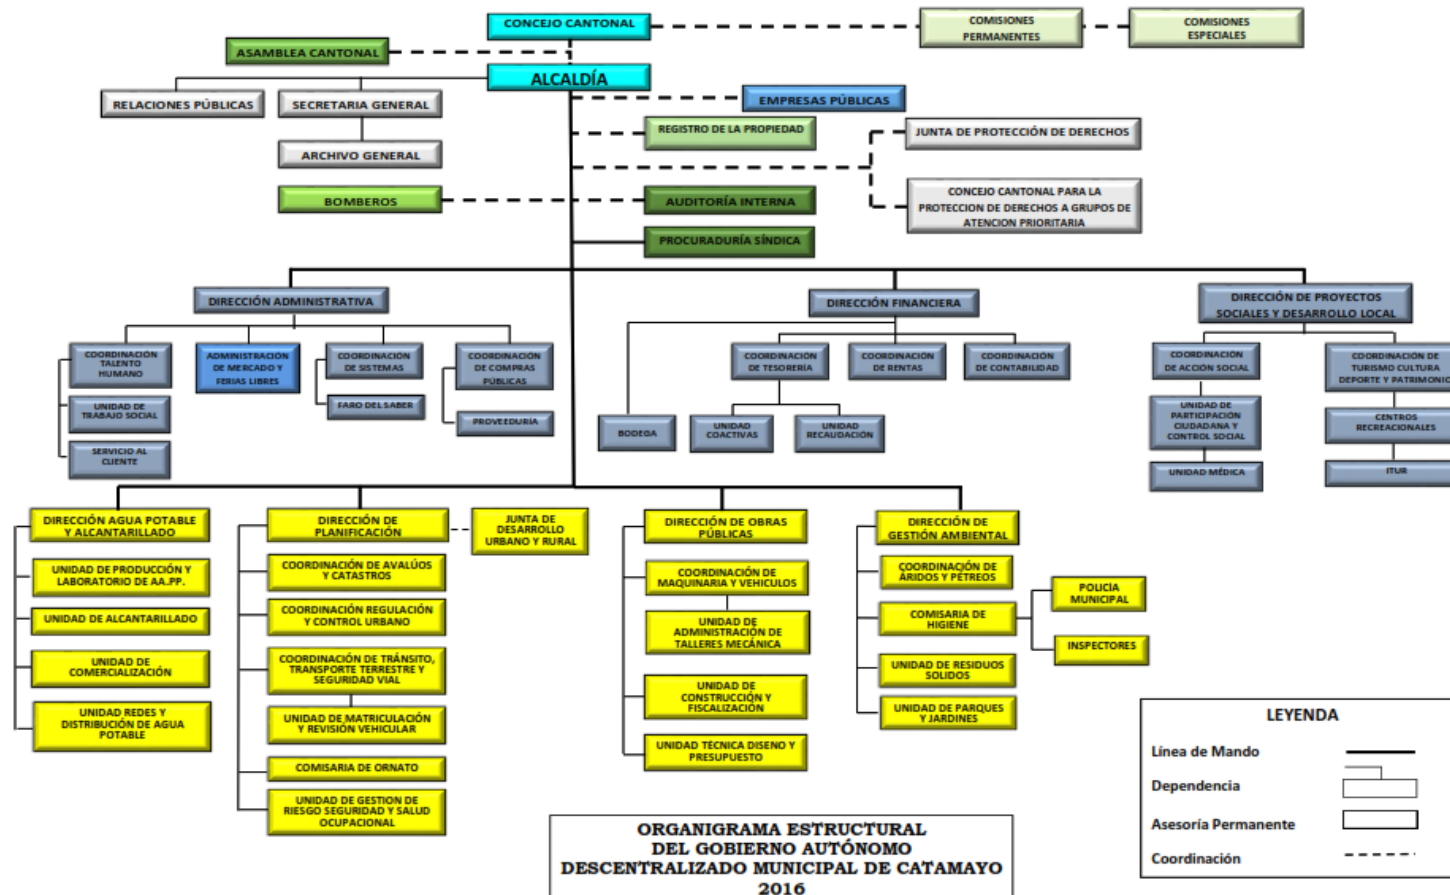 CONCEJO CANTONAL
COMISIONES
PERMANENTES
COMISIONES
ESPECIALES
ASAMBLEA CANTONAL
ALCALDÍA
RELACIONES PÚBLICAS
SECRETARIA GENERAL
EMPRESAS PÚBLICAS
REGISTRO DE LA PROPIEDAD
JUNTA DE PROTECCIÓN DE DERECHOS
ARCHIVO GENERAL
BOMBEROS
AUDITORÍA INTERNA
CONCEJO CANTONAL PARA LA
PROTECCION DE DERECHOS A GRUPOS DE
ATENCION PRIORITARIA
PROCURADURÍA SÍNDICA
DIRECCIÓN ADMINISTRATIVA
DIRECCIÓN FINANCIERA
DIRECCIÓN DE PROYECTOS
SOCIALES Y DESARROLLO LOCAL
COORDINACIÓN
TALENTO
HUMANO
ADMINISTRACIÓN
DE MERCADO Y
FERIAS LIBRES
COORDINACIÓN
DE SISTEMAS
COORDINACIÓN
DE COMPRAS
PÚBLICAS
COORDINACIÓN
DE TESORERÍA
COORDINACIÓN
DE RENTAS
COORDINACIÓN
DE CONTABILIDAD
COORDINACIÓN
DE ACCIÓN SOCIAL
COORDINACIÓN DE
TURISMO CULTURA
DEPORTE Y PATRIMONIO
UNIDAD DE
TRABAJO SOCIAL
FARO DEL SABER
PROVEEDURÍA
BODEGA
UNIDAD
COACTIVAS
UNIDAD
RECAUDACIÓN
UNIDAD DE
PARTICIPACIÓN
CIUDADANA Y
CONTROL SOCIAL
CENTROS
RECREACIONALES
SERVICIO AL
CLIENTE
UNIDAD MÉDICA
ITUR
DIRECCIÓN AGUA POTABLE
Y ALCANTARILLADO
DIRECCIÓN DE
PLANIFICACIÓN
JUNTA DE
DESARROLLO
URBANO Y RURAL
DIRECCIÓN DE OBRAS
PÚBLICAS
DIRECCIÓN DE
GESTIÓN AMBIENTAL
UNIDAD DE PRODUCCIÓN Y
LABORATORIO DE AA.PP.
COORDINACIÓN DE AVALÚOS
Y CATASTROS
COORDINACIÓN DE
MAQUINARIA Y VEHICULOS
COORDINACIÓN DE
ÁRIDOS Y PÉTREOS
POLICÍA
MUNICIPAL
UNIDAD DE ALCANTARILLADO
COORDINACIÓN REGULACIÓN
Y CONTROL URBANO
UNIDAD DE
ADMINISTRACIÓN DE
TALLERES MECÁNICA
COMISARIA DE
HIGIENE
INSPECTORES
UNIDAD DE
COMERCIALIZACIÓN
COORDINACIÓN DE TRÁNSITO,
TRANSPORTE TERRESTRE Y
SEGURIDAD VIAL
UNIDAD DE RESIDUOS
SOLIDOS
UNIDAD REDES Y
DISTRIBUCIÓN DE AGUA
POTABLE
UNIDAD DE MATRICULACIÓN
Y REVISIÓN VEHICULAR
UNIDAD DE
CONSTRUCCIÓN Y
FISCALIZACIÓN
UNIDAD DE PARQUES
Y JARDINES
COMISARIA DE ORNATO
UNIDAD TÉCNICA DISENO Y
PRESUPUESTO
UNIDAD DE GESTION DE
RIESGO SEGURIDAD Y SALUD
OCUPACIONAL
LEYENDA
Línea de Mando
Dependencia
Asesoría Permanente
Coordinación
ORGANIGRAMA ESTRUCTURAL
DEL GOBIERNO AUTÓNOMO
DESCENTRALIZADO MUNICIPAL DE CATAMAYO
2016